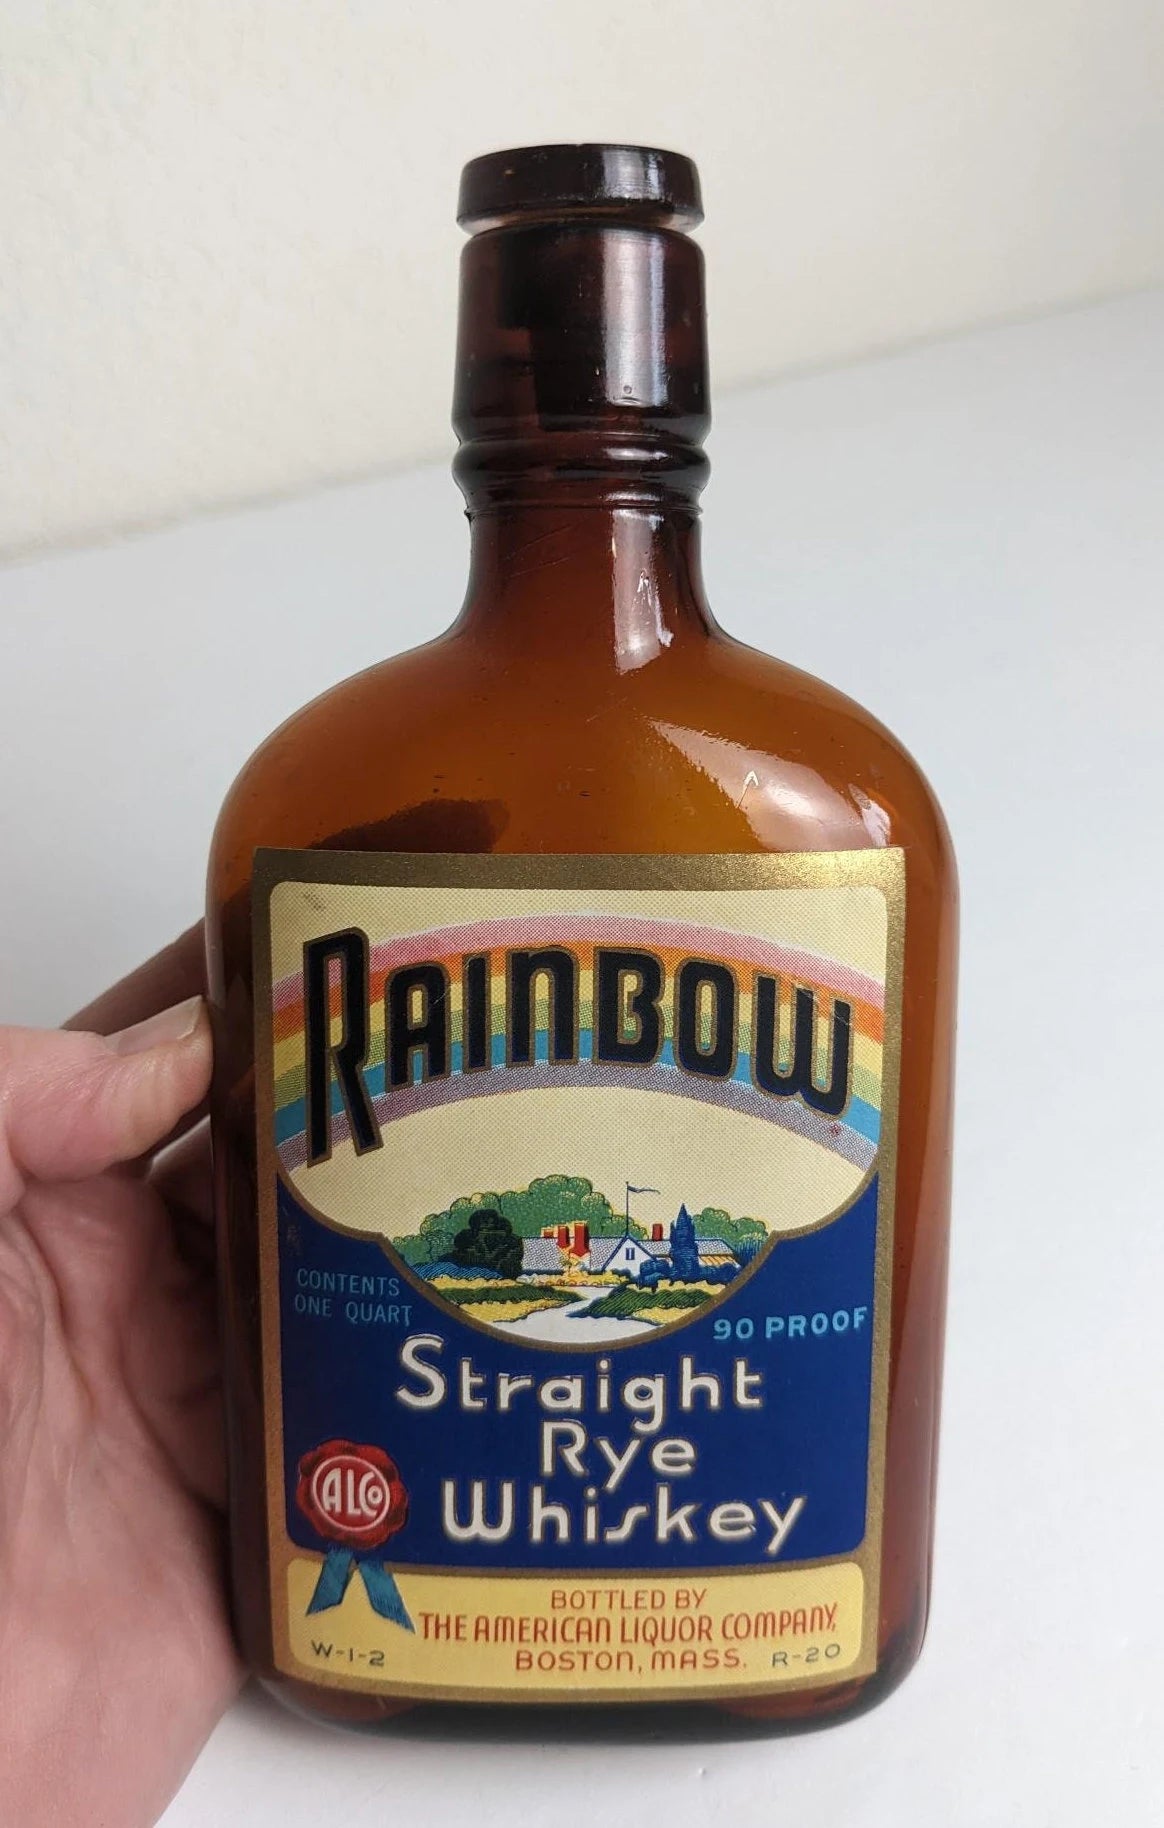 RAINBOW
CONTENTS
ONE QUART
90 PROOF
Straight
Rye
Whiskey
ALCo
BOTTLED BY
THE AMERICAN LIQUOR COMPANY,
BOSTON, MASS.
W-1-2
R-20